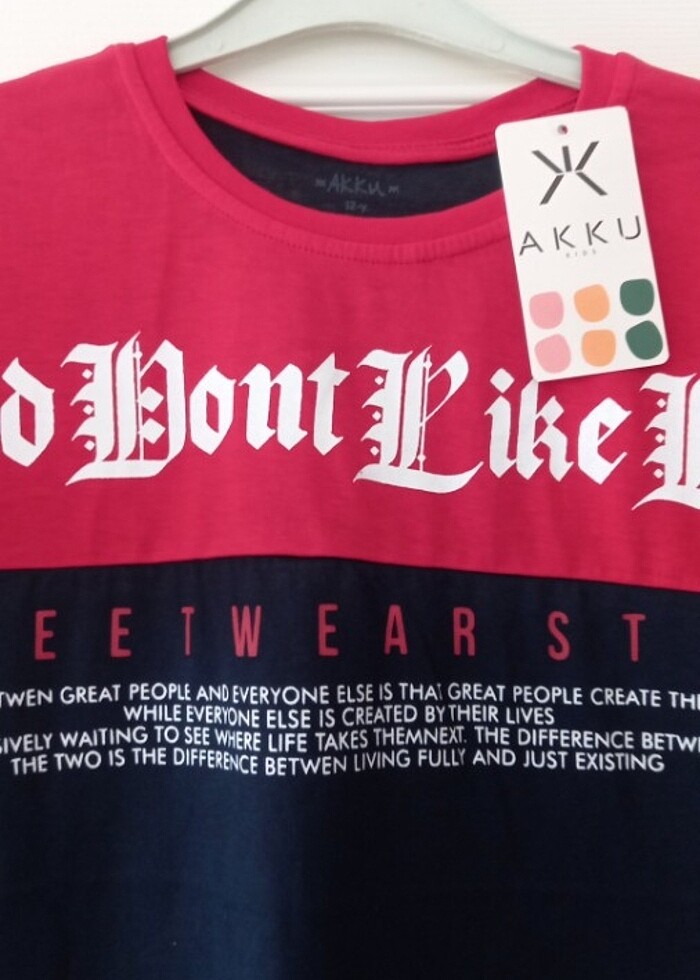 AKKU
AKKU
KIDS
d Dont Like L
EETWEAR ST
TWEN GREAT PEOPLE AND EVERYONE ELSE IS THAT GREAT PEOPLE CREATE THE
WHILE EVERYONE ELSE IS CREATED BY THEIR LIVES
SIVELY WAITING TO SEE WHERE LIFE TAKES THEMNEXT. THE DIFFERENCE BETW
THE TWO IS THE DIFFERENCE BETWEN LIVING FULLY AND JUST EXISTING